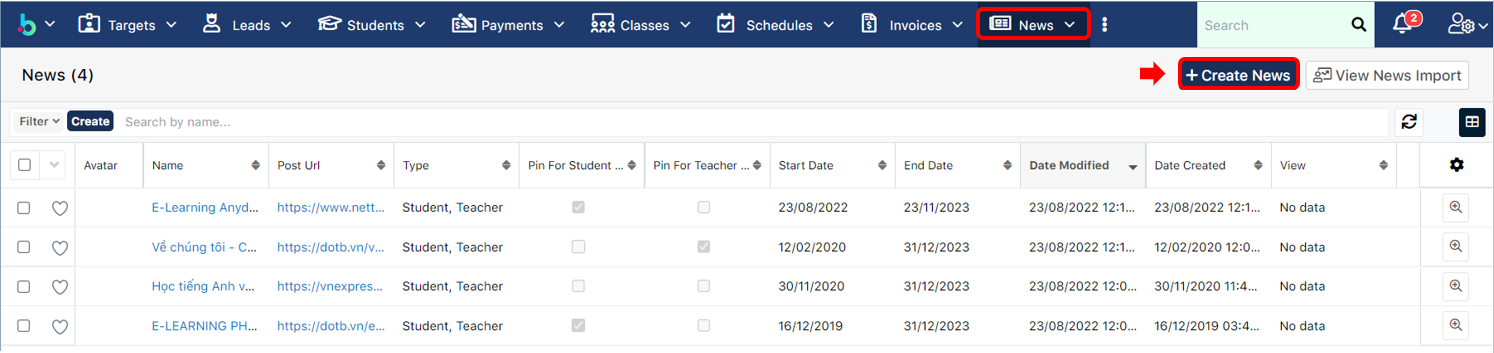 Targets Leads Students Payments Classes Schedules Invoices News Search 2
News (4) + Create News View News Import
Filter Create Search by name...
Avatar Name Post Url Type Pin For Student ... Pin For Teacher ... Start Date End Date Date Modified Date Created View
E-Learning Anyd... https://www.nett... Student, Teacher 23/08/2022 23/11/2023 23/08/2022 12:1... 23/08/2022 12:1... No data
Về chúng tôi - C... https://dotb.vn/v... Student, Teacher 12/02/2020 31/12/2023 23/08/2022 12:1... 12/02/2020 12:0... No data
Học tiếng Anh v... https://vnexpres... Student, Teacher 30/11/2020 31/12/2023 23/08/2022 12:0... 30/11/2020 11:4... No data
E-LEARNING PH... https://dotb.vn/e... Student, Teacher 16/12/2019 31/12/2023 23/08/2022 12:0... 16/12/2019 03:4... No data